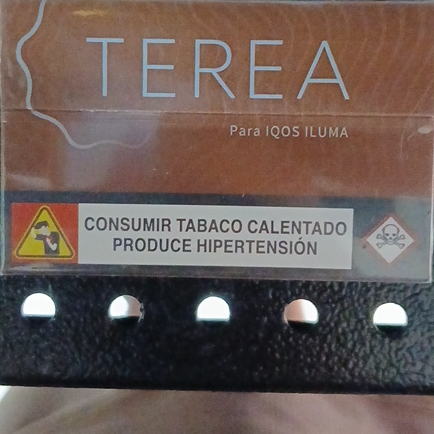 TEREA
Para IQOS ILUMA
CONSUMIR TABACO CALENTADO
PRODUCE HIPERTENSIÓN